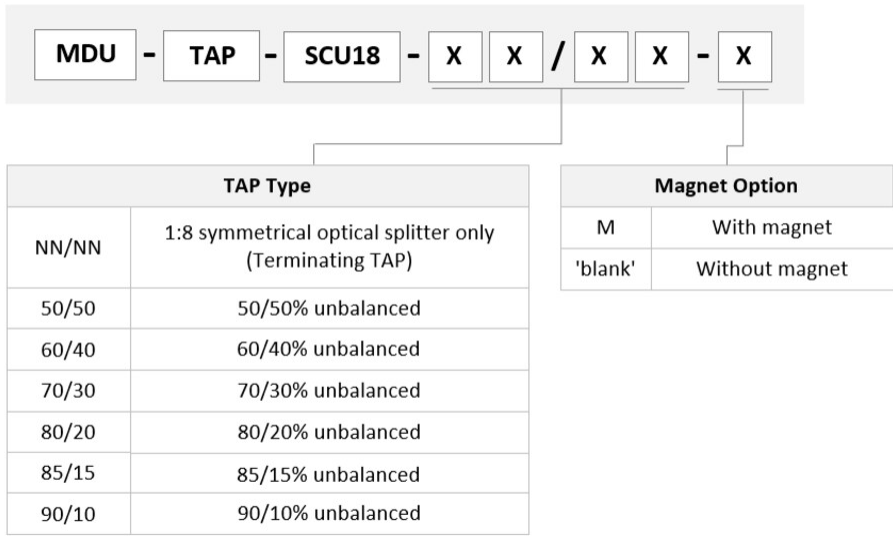 MDU - TAP - SCU18 - X X / X X - X
TAP Type
NN/NN
1:8 symmetrical optical splitter only
(Terminating TAP)
50/50 50/50% unbalanced
60/40 60/40% unbalanced
70/30 70/30% unbalanced
80/20 80/20% unbalanced
85/15 85/15% unbalanced
90/10 90/10% unbalanced
Magnet Option
M With magnet
'blank' Without magnet